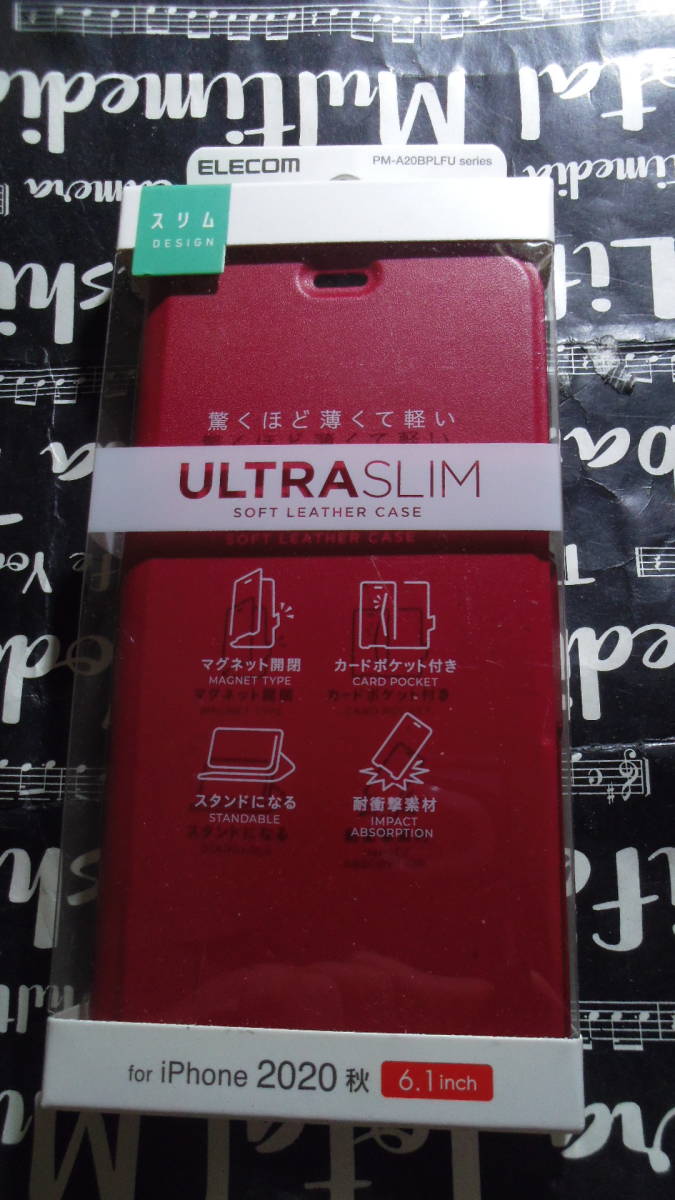 tal Multimedia
ELECOM
PM-A20BPLFU series
スリム
DESIGN
驚くほど薄くて軽い
ULTRASLIM
SOFT LEATHER CASE
マグネット開閉
MAGNET TYPE
カードポケット付き
CARD POCKET
スタンドになる
STANDABLE
耐衝撃素材
IMPACT
ABSORPTION
for iPhone 2020 秋
6.1inch